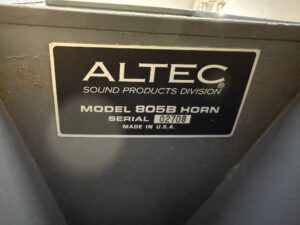 ALTEC®
SOUND PRODUCTS DIVISION
MODEL 805B HORN
SERIAL 02708
MADE IN U.S.A.